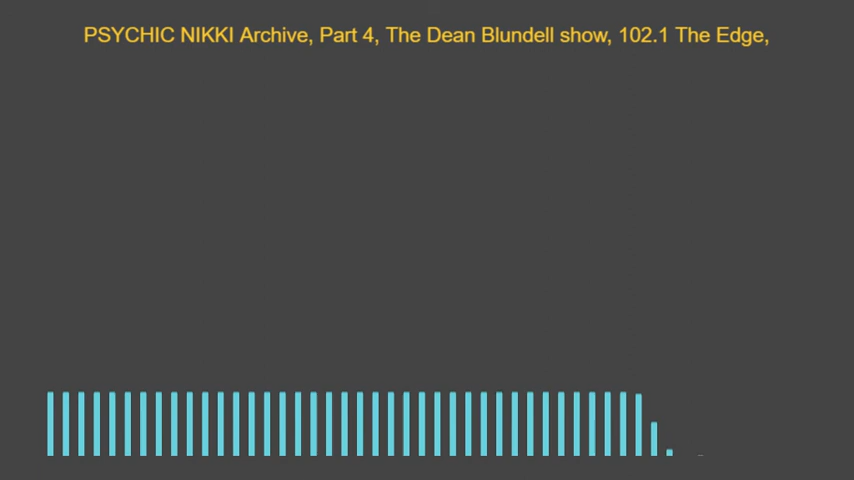 PSYCHIC NIKKI Archive, Part 4, The Dean Blundell show, 102.1 The Edge,